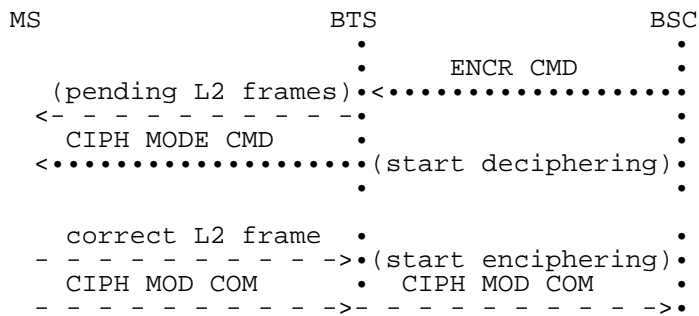 MS BTS BSC
ENCR CMD
(pending L2 frames)
CIPH MODE CMD
(start deciphering)
correct L2 frame
(start enciphering)
CIPH MOD COM CIPH MOD COM